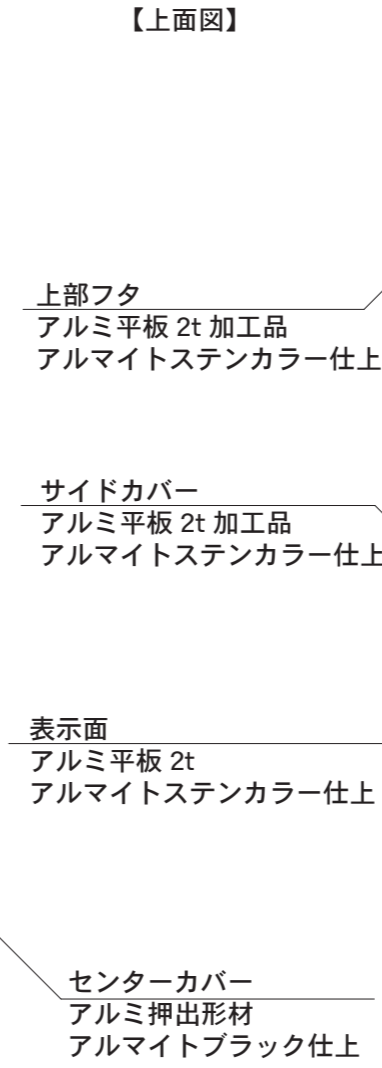 【上面図】
上部フタ
アルミ平板 2t 加工品
アルマイトステンカラー仕上
サイドカバー
アルミ平板 2t 加工品
アルマイトステンカラー仕上
表示面
アルミ平板 2t
アルマイトステンカラー仕上
センターカバー
アルミ押出形材
アルマイトブラック仕上